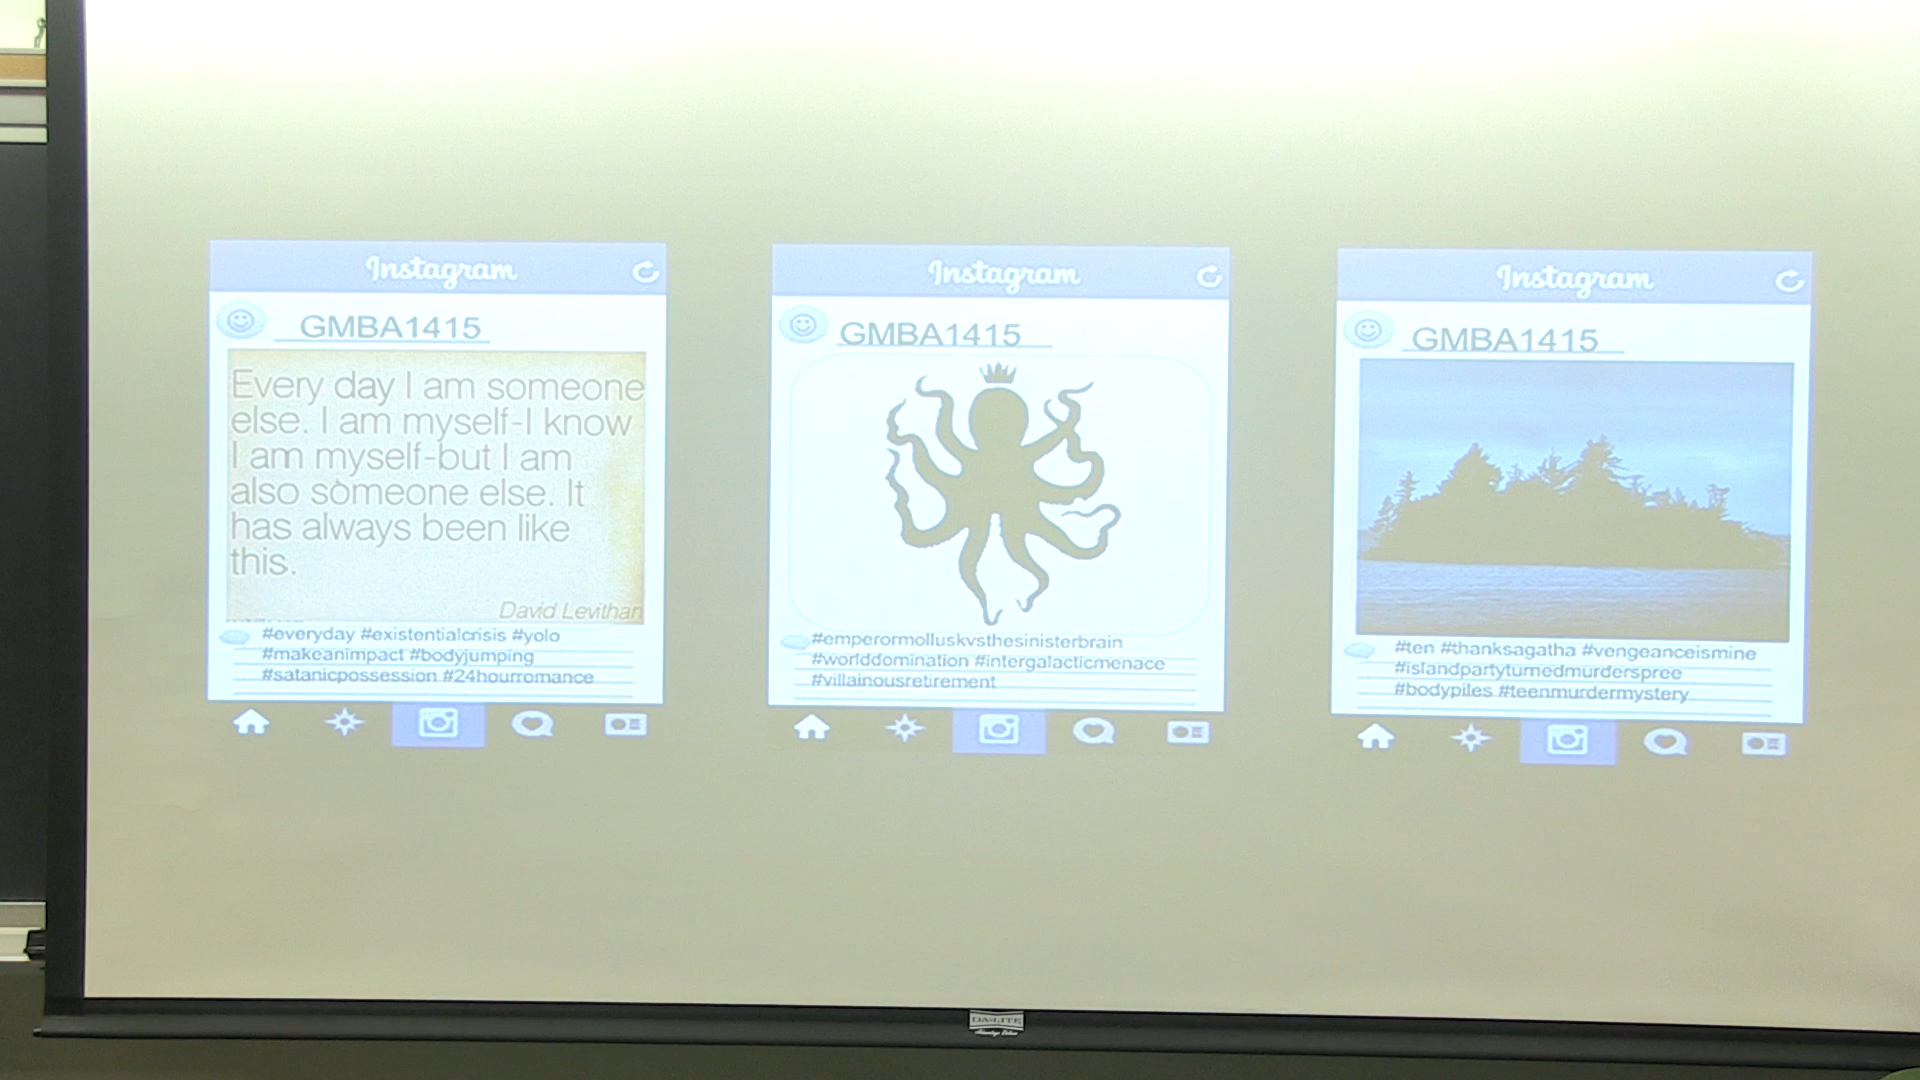 Instagram
GMBA1415
Every day I am someone
else. I am myself-I know
I am myself-but I am
also someone else. It
has always been like
this.
David Levithan
#everyday #existentialcrisis #yolo
#makeanimpact #bodyjumping
#satanicpossession #24hourromance
Instagram
GMBA1415
#emperormolluskvsthesinisterbrain
#worlddomination #intergalacticmenace
#villainousretirement
Instagram
GMBA1415
#ten #thanksagatha #vengeanceismine
#islandpartyturnedmurderspree
#bodypiles #teenmurdermystery
DA-LITE